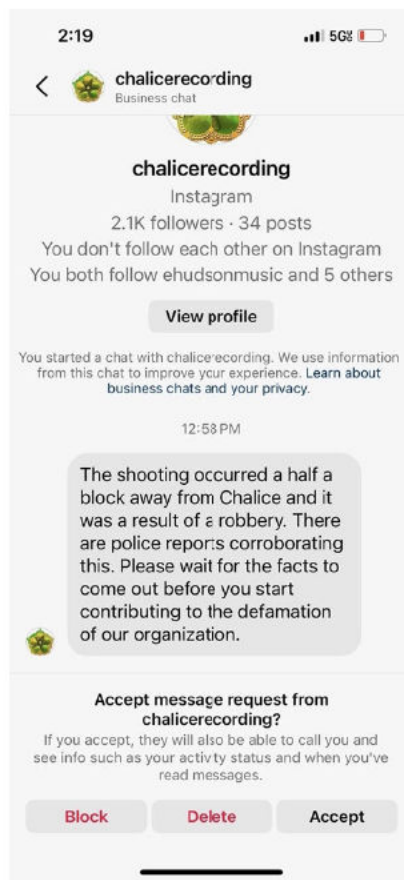 2:19
5G
chalicerecording
Business chat
chalicerecording
Instagram
2.1K followers · 34 posts
You don't follow each other on Instagram
You both follow ehudsonmusic and 5 others
View profile
You started a chat with chalicerecording. We use information
from this chat to improve your experience. Learn about
business chats and your privacy.
12:58 PM
The shooting occurred a half a
block away from Chalice and it
was a result of a robbery. There
are police reports corroborating
this. Please wait for the facts to
come out before you start
contributing to the defamation
of our organization.
Accept message request from
chalicerecording?
If you accept, they will also be able to call you and
see info such as your activity status and when you've
read messages.
Block
Delete
Accept